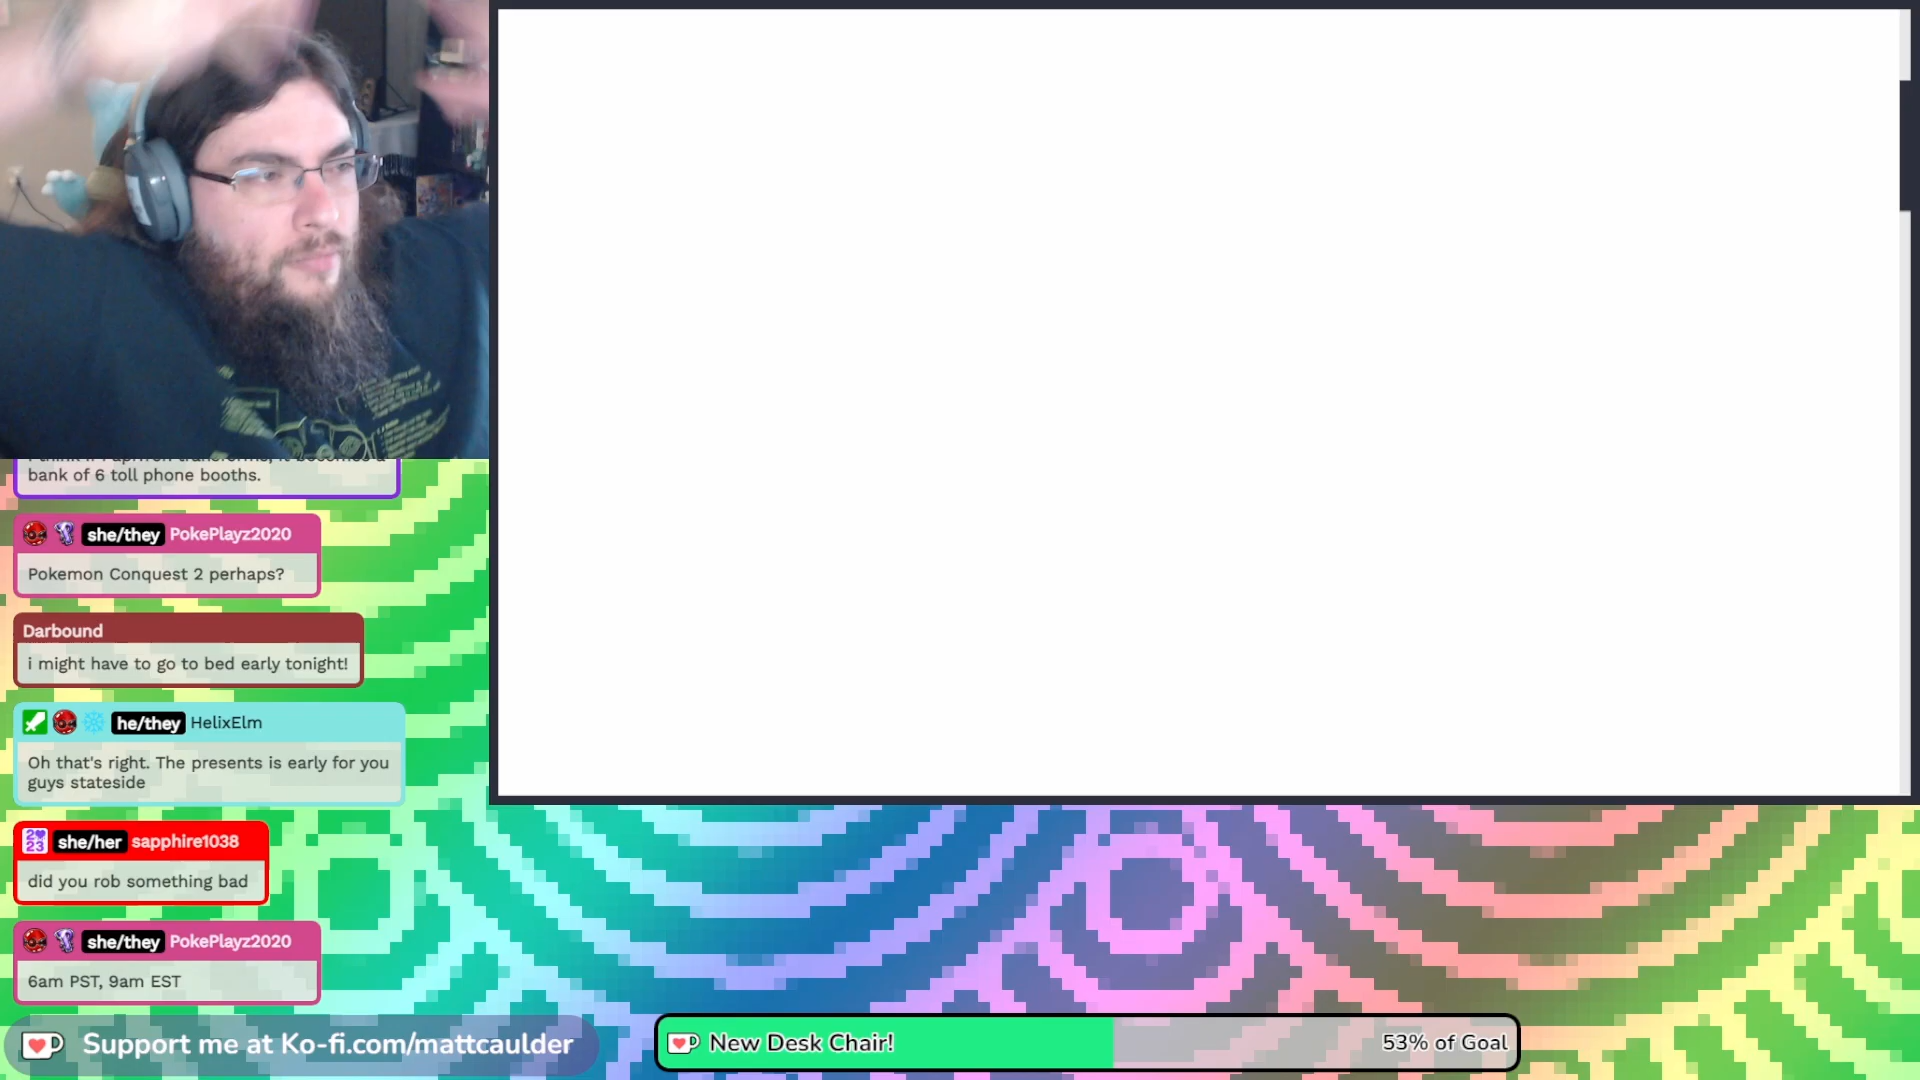 bank of 6 toll phone booths.
she/they PokePlayz2020
Pokemon Conquest 2 perhaps?
Darbound
i might have to go to bed early tonight!
he/they HelixElm
Oh that's right. The presents is early for you
guys stateside
she/her sapphire1038
did you rob something bad
she/they PokePlayz2020
6am PST, 9am EST
Support me at Ko-fi.com/mattcaulder
New Desk Chair!
53% of Goal